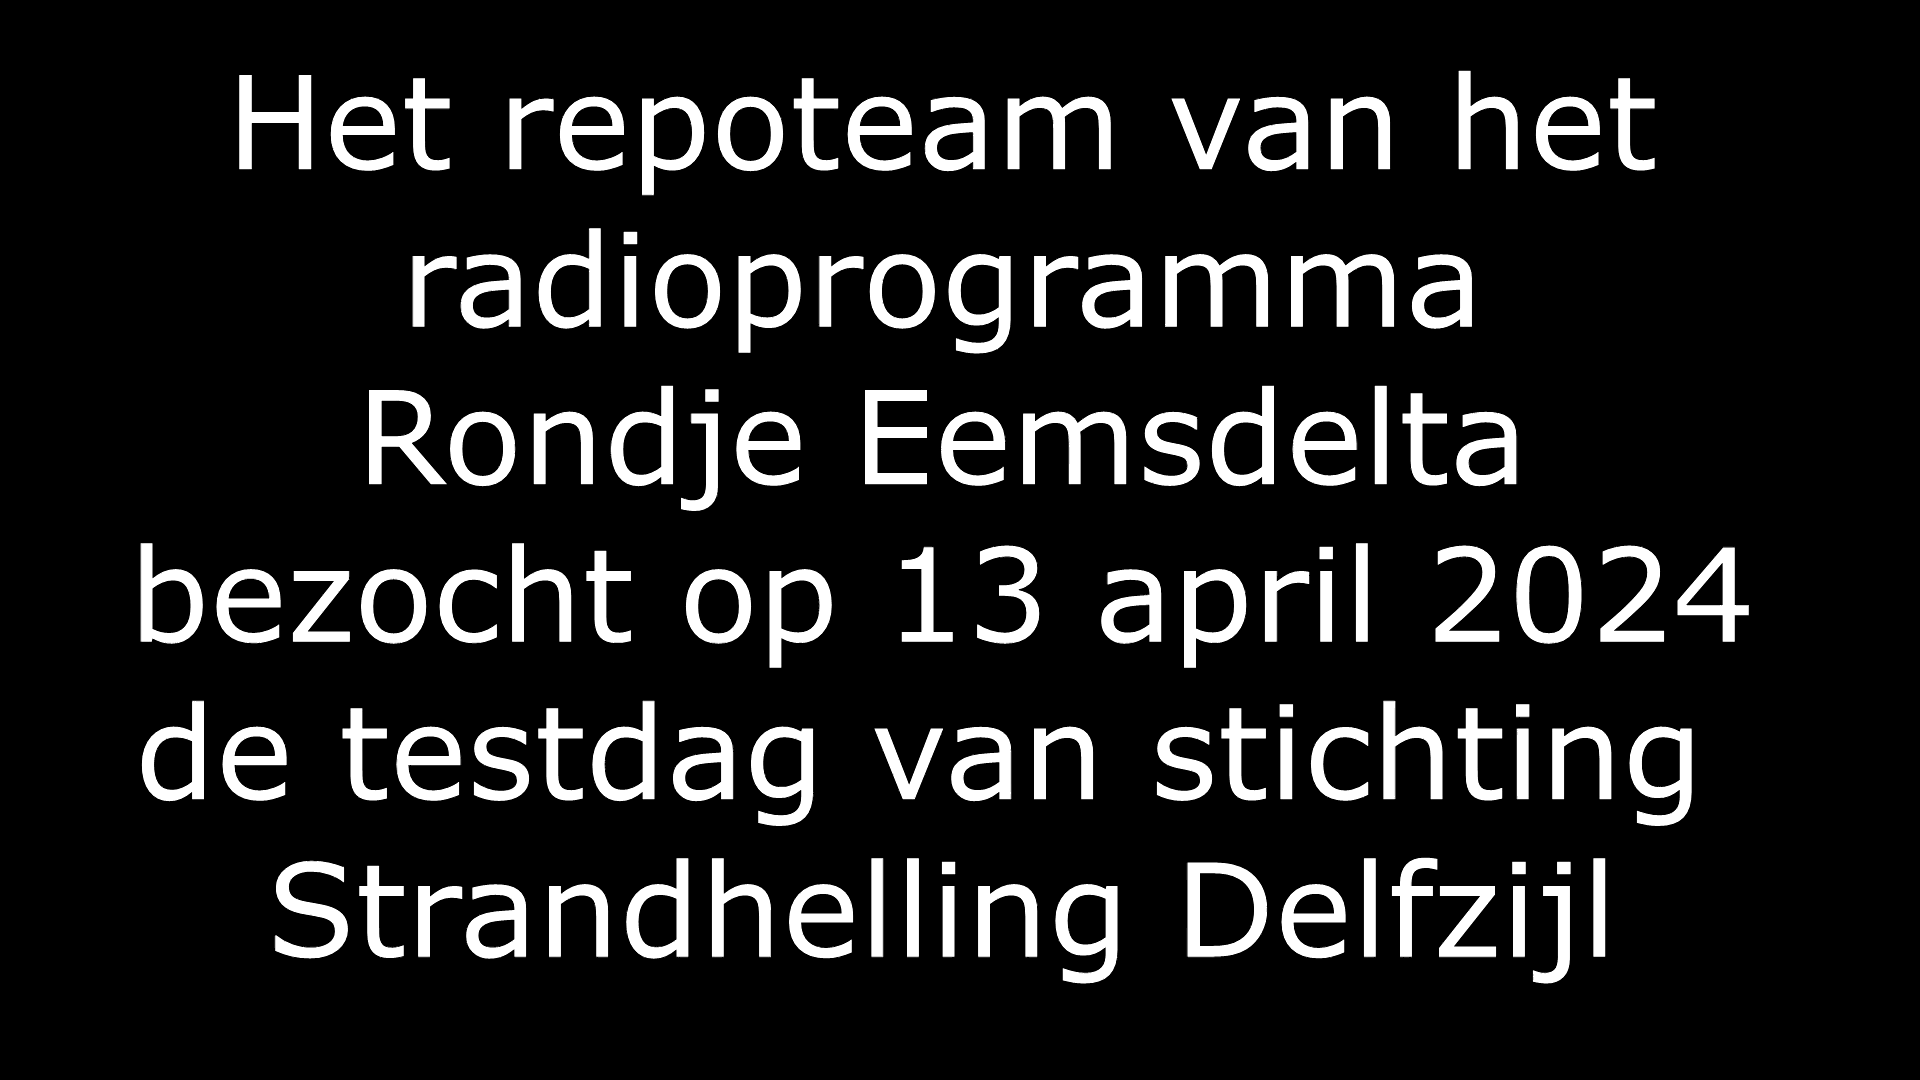 Het repoteam van het
radioprogramma
Rondje Eemsdelta
bezocht op 13 april 2024
de testdag van stichting
Strandhelling Delfzijl